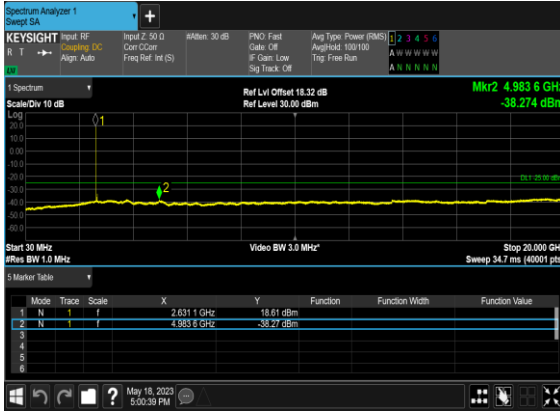 Spectrum Analyzer 1
Swept SA
+
KEYSIGHT Input: RF Input Z: 50 Ω #Atten: 30 dB PNO: Fast Avg Type: Power (RMS) 1 2 3 4 5 6
R T Coupling: DC Corr CCorr Gate: Off Avg|Hold: 100/100 A W W W W W
Align: Auto Freq Ref: Int (S) IF Gain: Low Trig: Free Run
Sig Track: Off A N N N N N
1 Spectrum Ref Lvl Offset 18.32 dB Mkr2 4.983 6 GHz
Scale/Div 10 dB Ref Level 30.00 dBm -38.274 dBm
Log
20.0
10.0
0.00
-10.0
-20.0
-30.0
-40.0
-50.0
-60.0
1
2
DL1 -25.00 dBm
Start 30 MHz Video BW 3.0 MHz* Stop 20.000 GH
#Res BW 1.0 MHz Sweep 34.7 ms (40001 pts
5 Marker Table
Mode Trace Scale X Y Function Function Width Function Value
1 N 1 f 2.631 1 GHz 18.61 dBm
2 N 1 f 4.983 6 GHz -38.27 dBm
3
4
5
6
? May 18, 2023
5:00:39 PM